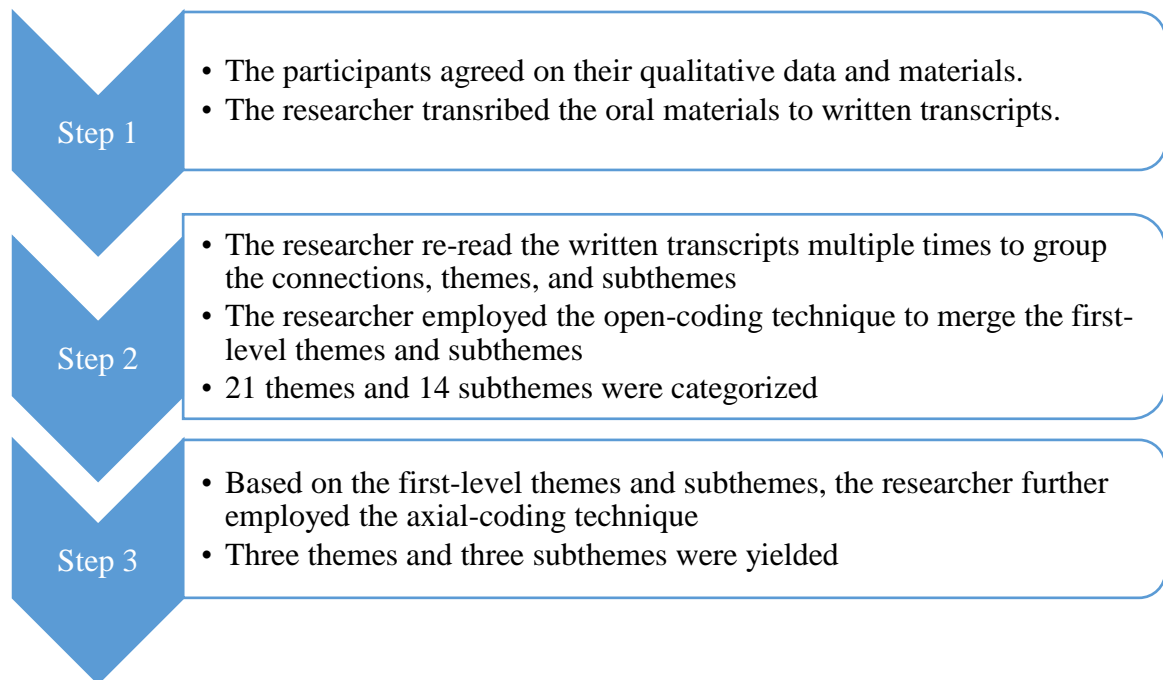 Step 1
• The participants agreed on their qualitative data and materials.
• The researcher transribed the oral materials to written transcripts.
Step 2
• The researcher re-read the written transcripts multiple times to group
the connections, themes, and subthemes
• The researcher employed the open-coding technique to merge the first-
level themes and subthemes
• 21 themes and 14 subthemes were categorized
Step 3
• Based on the first-level themes and subthemes, the researcher further
employed the axial-coding technique
• Three themes and three subthemes were yielded